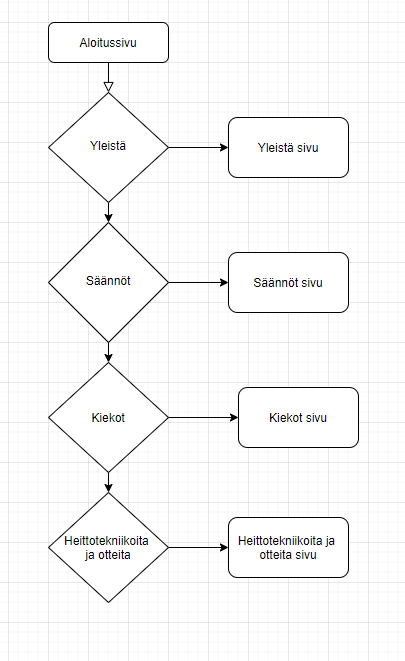 Aloitussivu
Yleistä
Yleistä sivu
Säännöt
Säännöt sivu
Kiekot
Kiekot sivu
Heittotekniikoita
ja otteita
Heittotekniikoita ja
otteita sivu